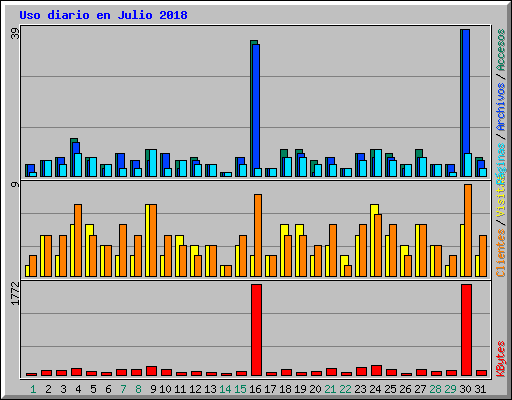 Uso diario en Julio 2018
39
9
1772
Accesos
/
Archivos
/
Páginas
Visitas
/
Clientes
KBytes
1 2 3 4 5 6 7 8 9 10 11 12 13 14 15 16 17 18 19 20 21 22 23 24 25 26 27 28 29 30 31